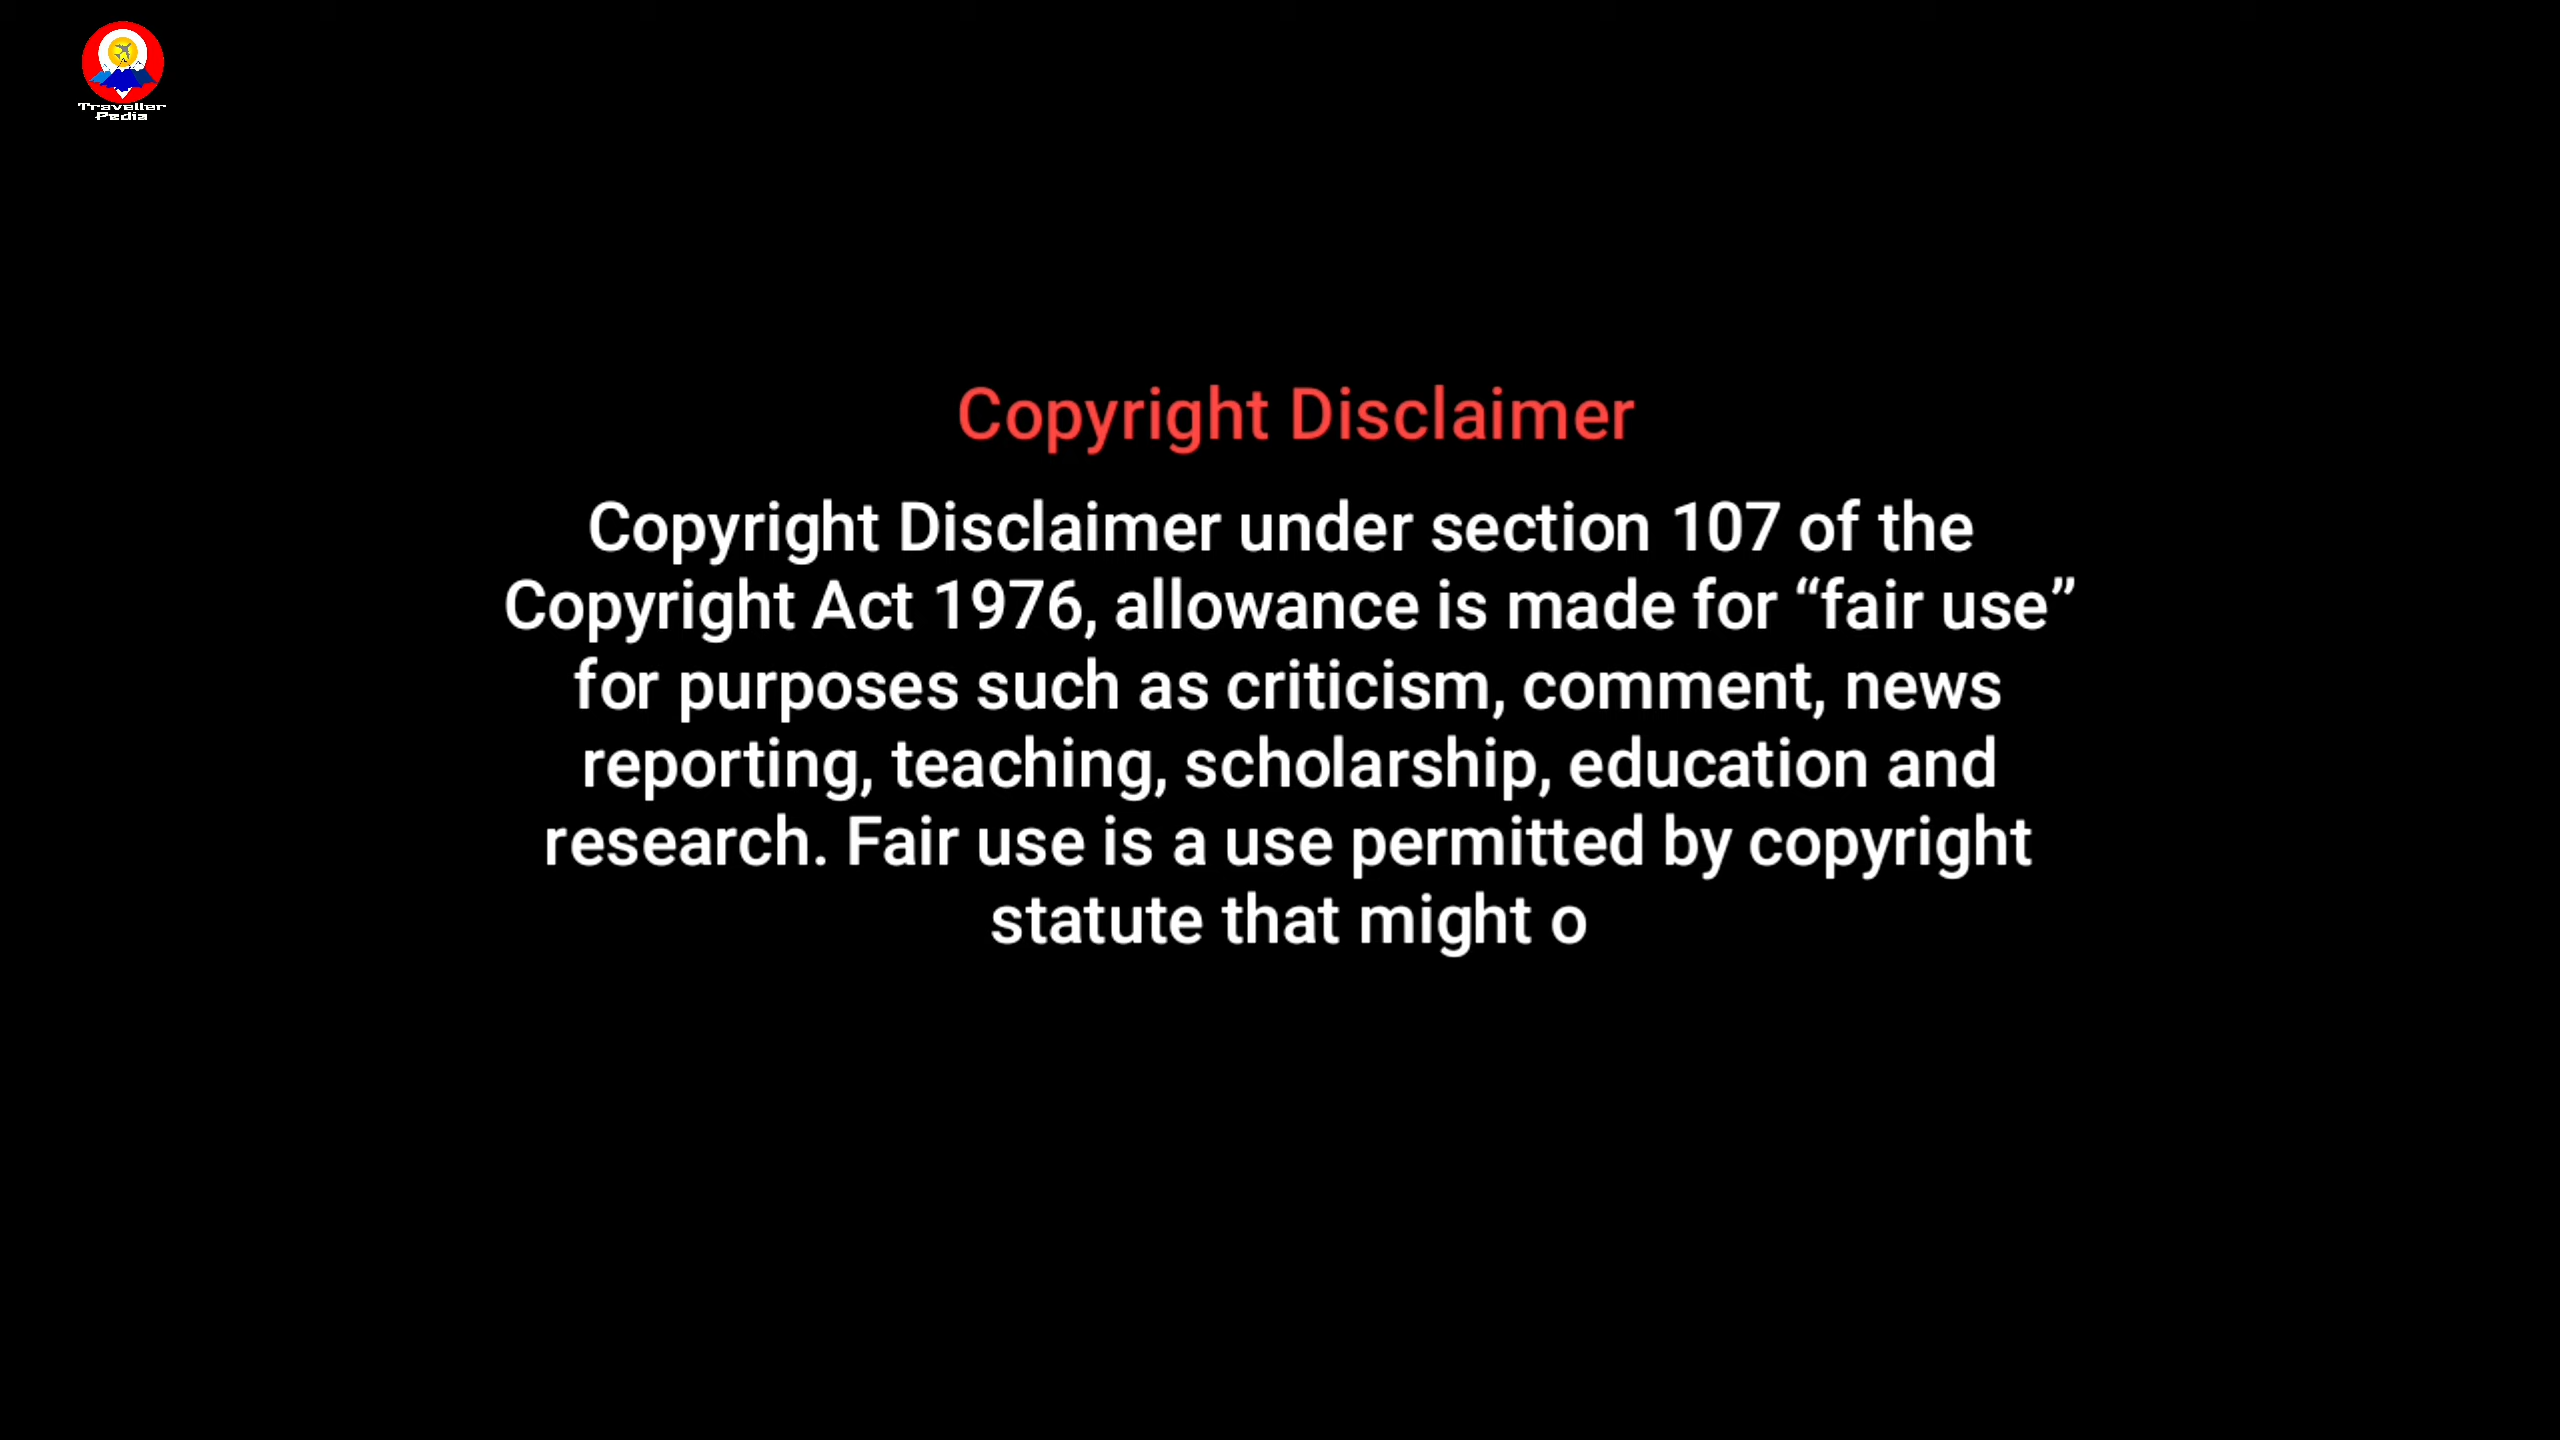 Traveller
Pedia
Copyright Disclaimer
Copyright Disclaimer under section 107 of the
Copyright Act 1976, allowance is made for “fair use”
for purposes such as criticism, comment, news
reporting, teaching, scholarship, education and
research. Fair use is a use permitted by copyright
statute that might o